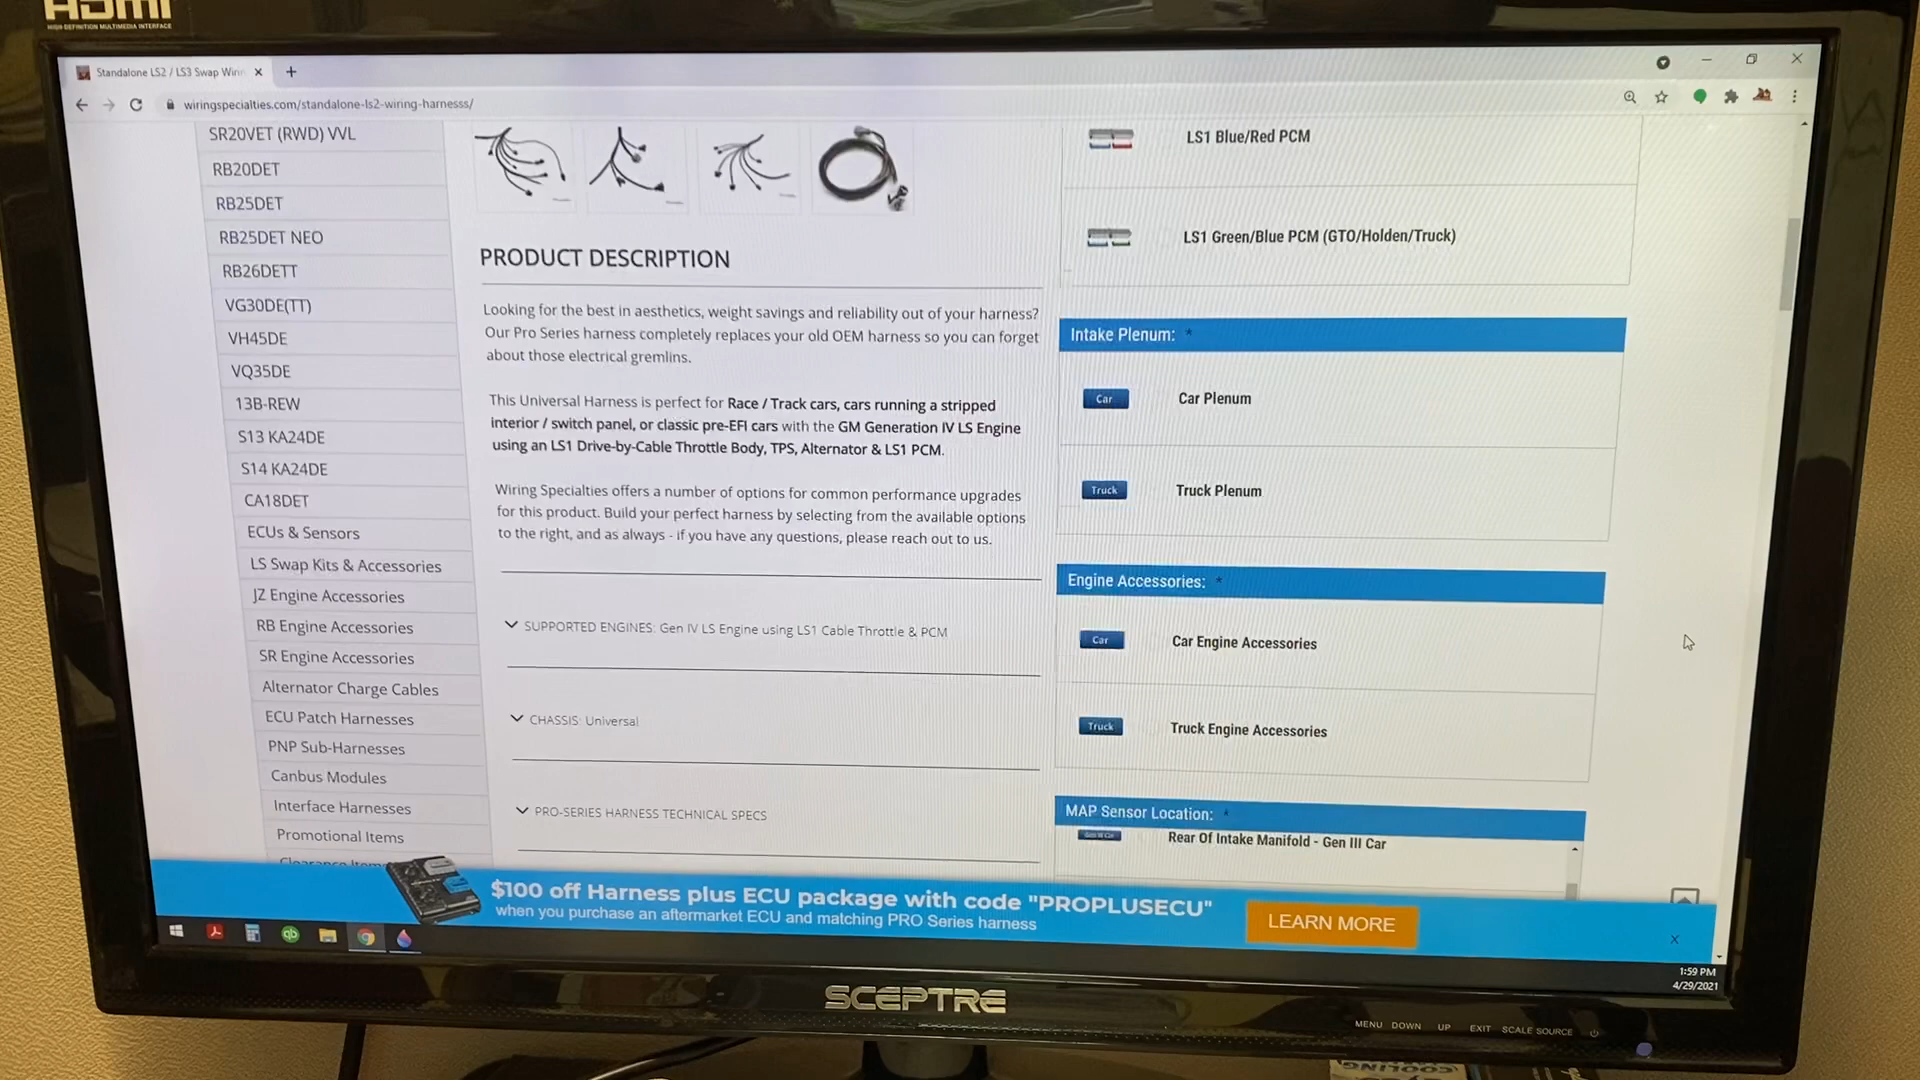 HDMI
HIGH-DEFINITION MULTIMEDIA INTERFACE
Standalone LS2 / LS3 Swap Wirin
wiringspecialties.com/standalone-ls2-wiring-harnesss/
SR20VET (RWD) VVL
RB20DET
RB25DET
RB25DET NEO
RB26DETT
VG30DE(TT)
VH45DE
VQ35DE
13B-REW
S13 KA24DE
S14 KA24DE
CA18DET
ECUs & Sensors
LS Swap Kits & Accessories
JZ Engine Accessories
RB Engine Accessories
SR Engine Accessories
Alternator Charge Cables
ECU Patch Harnesses
PNP Sub-Harnesses
Canbus Modules
Interface Harnesses
Promotional Items
Clearance Items
PRODUCT DESCRIPTION
Looking for the best in aesthetics, weight savings and reliability out of your harness?
Our Pro Series harness completely replaces your old OEM harness so you can forget
about those electrical gremlins.
This Universal Harness is perfect for Race / Track cars, cars running a stripped
interior / switch panel, or classic pre-EFI cars with the GM Generation IV LS Engine
using an LS1 Drive-by-Cable Throttle Body, TPS, Alternator & LS1 PCM.
Wiring Specialties offers a number of options for common performance upgrades
for this product. Build your perfect harness by selecting from the available options
to the right, and as always - if you have any questions, please reach out to us.
SUPPORTED ENGINES: Gen IV LS Engine using LS1 Cable Throttle & PCM
CHASSIS: Universal
PRO-SERIES HARNESS TECHNICAL SPECS
LS1 Blue/Red PCM
LS1 Green/Blue PCM (GTO/Holden/Truck)
Intake Plenum: *
Car Car Plenum
Truck Truck Plenum
Engine Accessories: *
Car Car Engine Accessories
Truck Truck Engine Accessories
MAP Sensor Location: *
Gen III Car Rear Of Intake Manifold - Gen III Car
$100 off Harness plus ECU package with code "PROPLUSECU"
when you purchase an aftermarket ECU and matching PRO Series harness
LEARN MORE
X
1:59 PM
4/29/2021
SCEPTRE
MENU DOWN UP EXIT SCALE SOURCE
COOLING